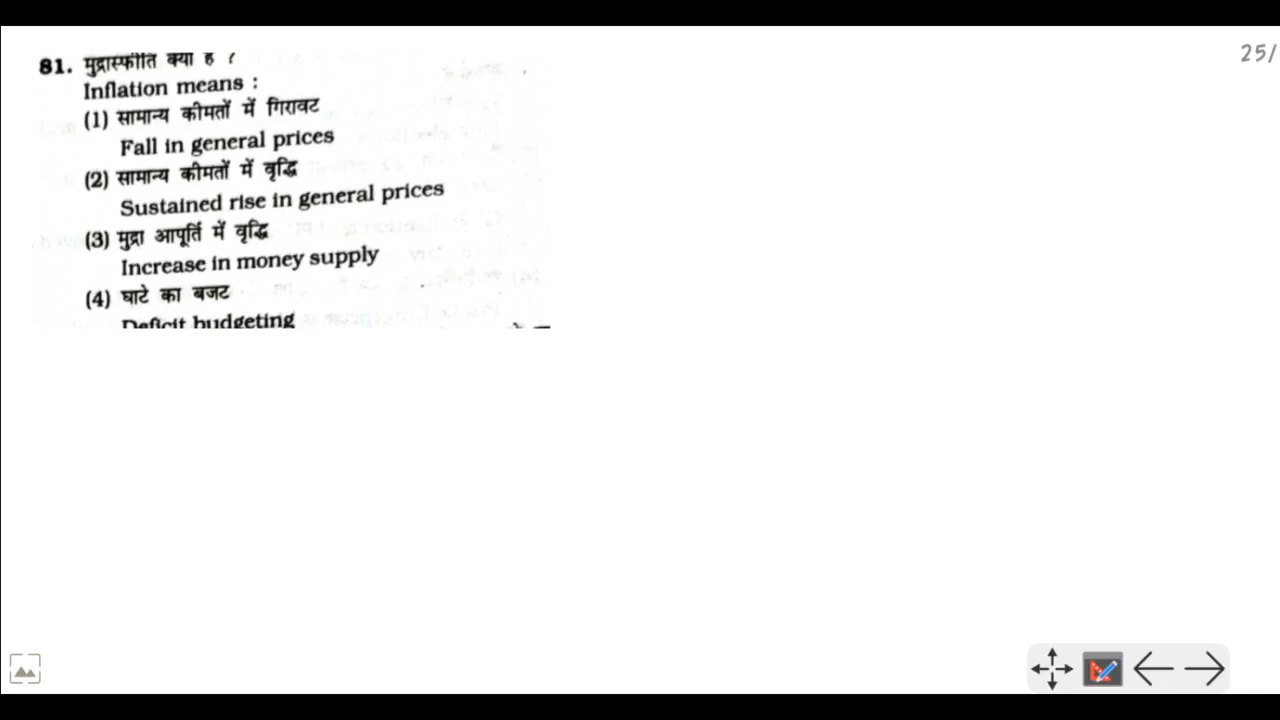 81. मुद्रास्फीति क्या है ?
Inflation means :
(1) सामान्य कीमतों में गिरावट
Fall in general prices
(2) सामान्य कीमतों में वृद्धि
Sustained rise in general prices
(3) मुद्रा आपूर्ति में वृद्धि
Increase in money supply
(4) घाटे का बजट
Deficit budgeting
25/